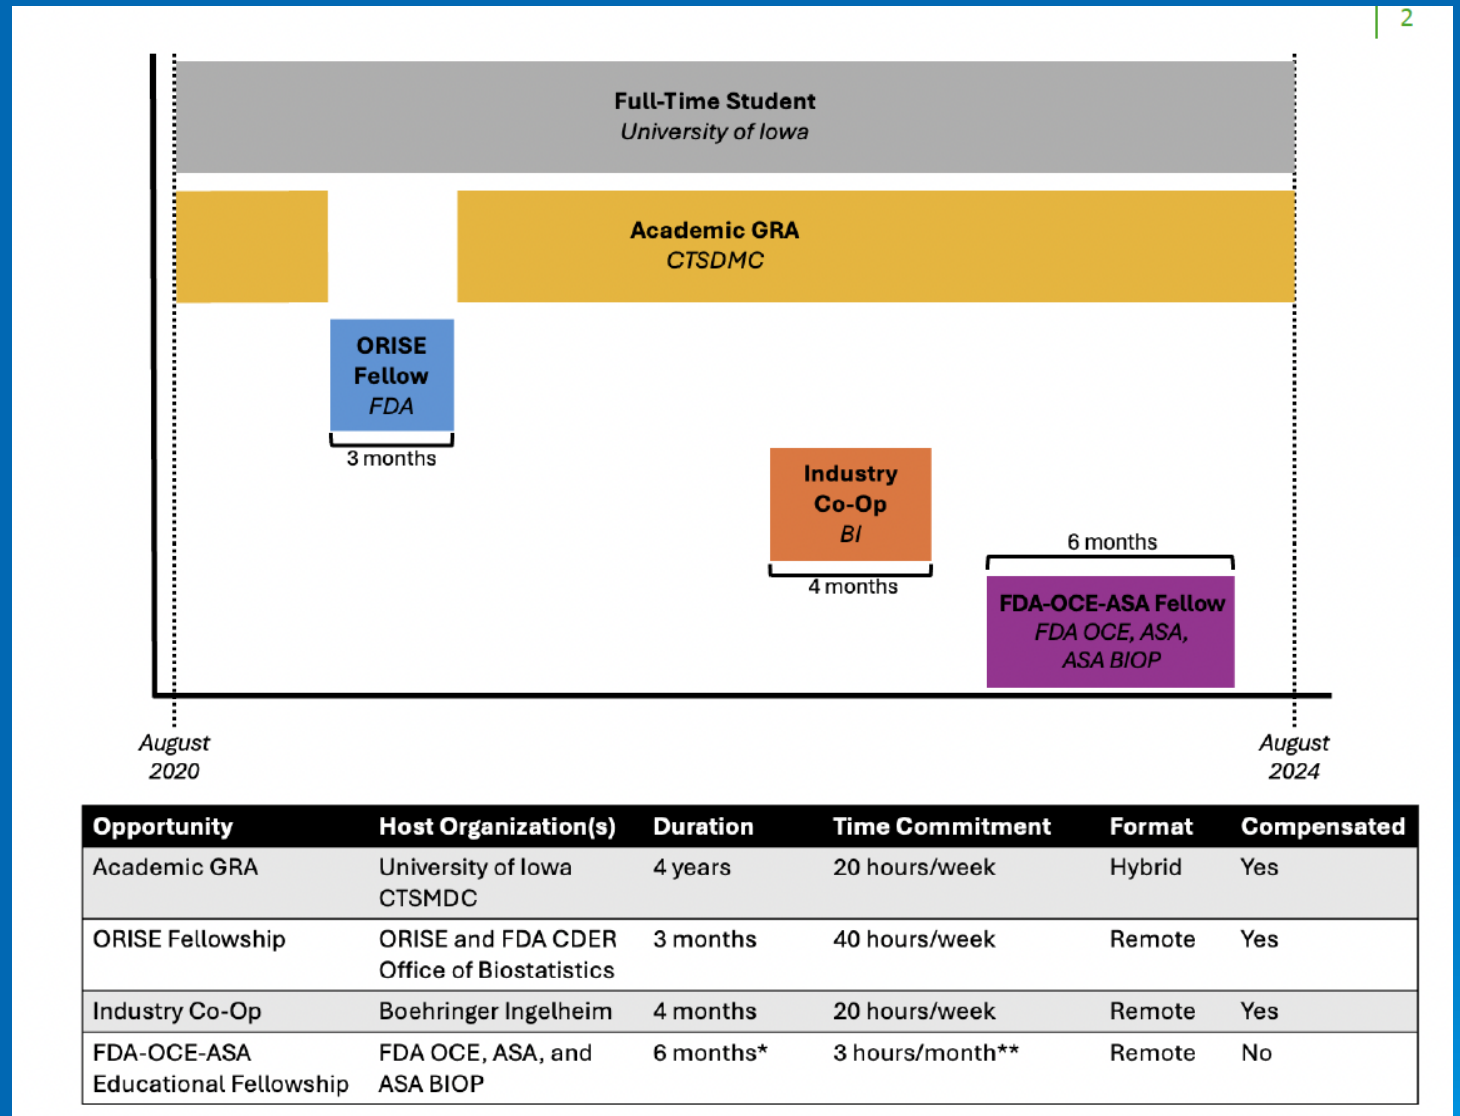 2
Full-Time Student
University of Iowa
Academic GRA
CTSDMC
ORISE
Fellow
FDA
3 months
Industry
Co-Op
BI
4 months
6 months
FDA-OCE-ASA Fellow
FDA OCE, ASA,
ASA BIOP
August
2020
August
2024
Opportunity Host Organization(s) Duration Time Commitment Format Compensated
Academic GRA University of Iowa 4 years 20 hours/week Hybrid Yes
CTSMDC
ORISE Fellowship ORISE and FDA CDER 3 months 40 hours/week Remote Yes
Office of Biostatistics
Industry Co-Op Boehringer Ingelheim 4 months 20 hours/week Remote Yes
FDA-OCE-ASA FDA OCE, ASA, and 6 months* 3 hours/month** Remote No
Educational Fellowship ASA BIOP